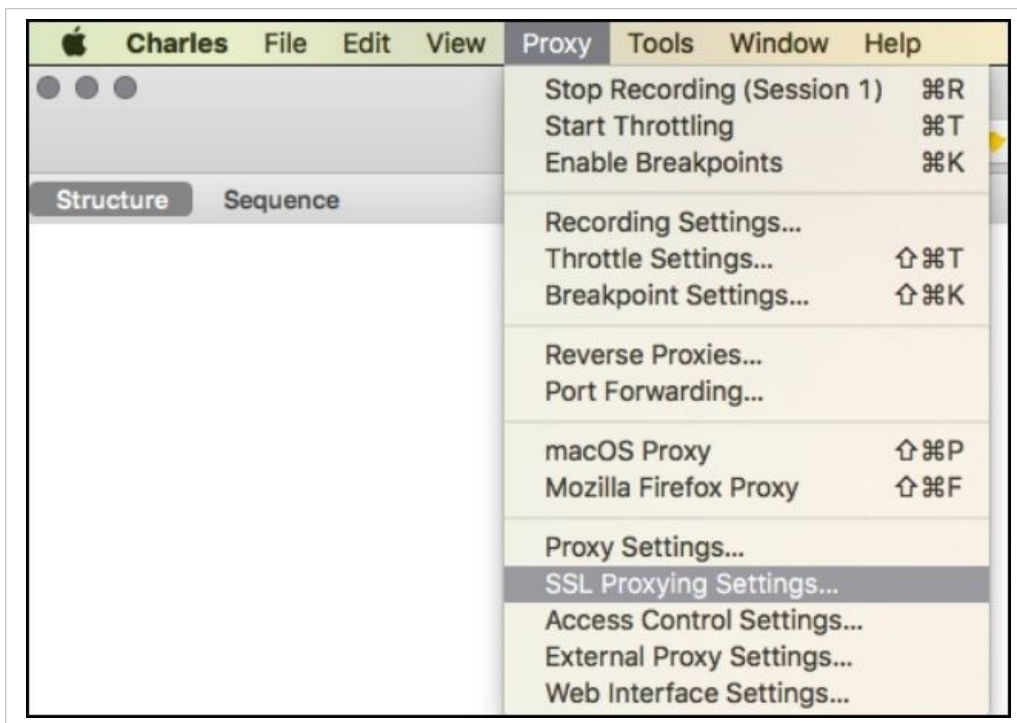 Charles File Edit View Proxy Tools Window Help
Stop Recording (Session 1) ⌘R
Start Throttling ⌘T
Enable Breakpoints ⌘K
Structure Sequence
Recording Settings...
Throttle Settings... ⇧⌘T
Breakpoint Settings... ⇧⌘K
Reverse Proxies...
Port Forwarding...
macOS Proxy ⇧⌘P
Mozilla Firefox Proxy ⇧⌘F
Proxy Settings...
SSL Proxying Settings...
Access Control Settings...
External Proxy Settings...
Web Interface Settings...